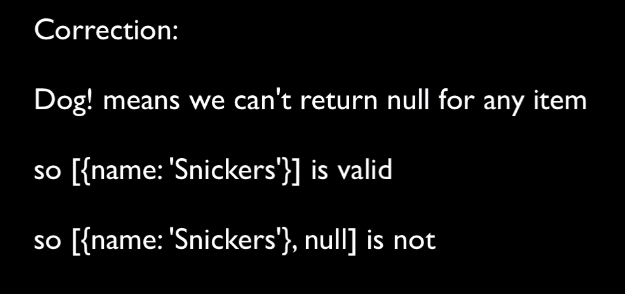 Correction:
Dog! means we can't return null for any item
so [{name: 'Snickers'}] is valid
so [{name: 'Snickers'}, null] is not